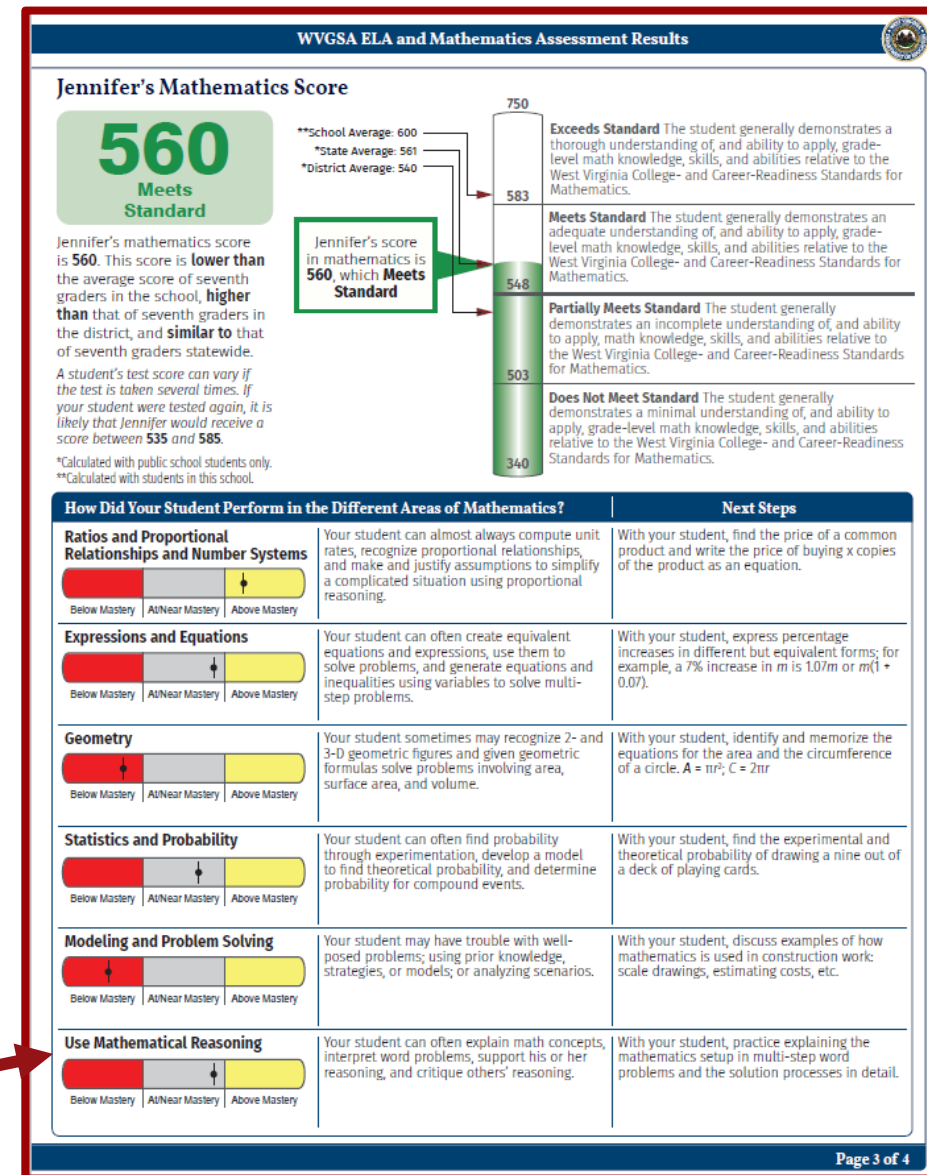 WVGSA ELA and Mathematics Assessment Results
Jennifer's Mathematics Score
560
Meets
Standard
Jennifer's mathematics score
is 560. This score is lower than
the average score of seventh
graders in the school, higher
than that of seventh graders in
the district, and similar to that
of seventh graders statewide.
A student's test score can vary if
the test is taken several times. If
your student were tested again, it is
likely that Jennifer would receive a
score between 535 and 585.
*Calculated with public school students only.
**Calculated with students in this school.
**School Average: 600
*State Average: 561
*District Average: 540
Jennifer's score
in mathematics is
560, which Meets
Standard
750
583
548
503
340
Exceeds Standard The student generally demonstrates a
thorough understanding of, and ability to apply, grade-
level math knowledge, skills, and abilities relative to the
West Virginia College- and Career-Readiness Standards for
Mathematics.
Meets Standard The student generally demonstrates an
adequate understanding of, and ability to apply, grade-
level math knowledge, skills, and abilities relative to the
West Virginia College- and Career-Readiness Standards for
Mathematics.
Partially Meets Standard The student generally
demonstrates an incomplete understanding of, and ability
to apply, math knowledge, skills, and abilities relative to
the West Virginia College- and Career-Readiness Standards
for Mathematics.
Does Not Meet Standard The student generally
demonstrates a minimal understanding of, and ability to
apply, grade-level math knowledge, skills, and abilities
relative to the West Virginia College- and Career-Readiness
Standards for Mathematics.
How Did Your Student Perform in the Different Areas of Mathematics?
Next Steps
Ratios and Proportional
Relationships and Number Systems
Below Mastery At/Near Mastery Above Mastery
Your student can almost always compute unit
rates, recognize proportional relationships,
and make and justify assumptions to simplify
a complicated situation using proportional
reasoning.
With your student, find the price of a common
product and write the price of buying x copies
of the product as an equation.
Expressions and Equations
Below Mastery At/Near Mastery Above Mastery
Your student can often create equivalent
equations and expressions, use them to
solve problems, and generate equations and
inequalities using variables to solve multi-
step problems.
With your student, express percentage
increases in different but equivalent forms; for
example, a 7% increase in m is 1.07m or m(1 +
0.07).
Geometry
Below Mastery At/Near Mastery Above Mastery
Your student sometimes may recognize 2- and
3-D geometric figures and given geometric
formulas solve problems involving area,
surface area, and volume.
With your student, identify and memorize the
equations for the area and the circumference
of a circle. A = πr²; C = 2πr
Statistics and Probability
Below Mastery At/Near Mastery Above Mastery
Your student can often find probability
through experimentation, develop a model
to find theoretical probability, and determine
probability for compound events.
With your student, find the experimental and
theoretical probability of drawing a nine out of
a deck of playing cards.
Modeling and Problem Solving
Below Mastery At/Near Mastery Above Mastery
Your student may have trouble with well-
posed problems; using prior knowledge,
strategies, or models; or analyzing scenarios.
With your student, discuss examples of how
mathematics is used in construction work:
scale drawings, estimating costs, etc.
Use Mathematical Reasoning
Below Mastery At/Near Mastery Above Mastery
Your student can often explain math concepts,
interpret word problems, support his or her
reasoning, and critique others' reasoning.
With your student, practice explaining the
mathematics setup in multi-step word
problems and the solution processes in detail.
Page 3 of 4